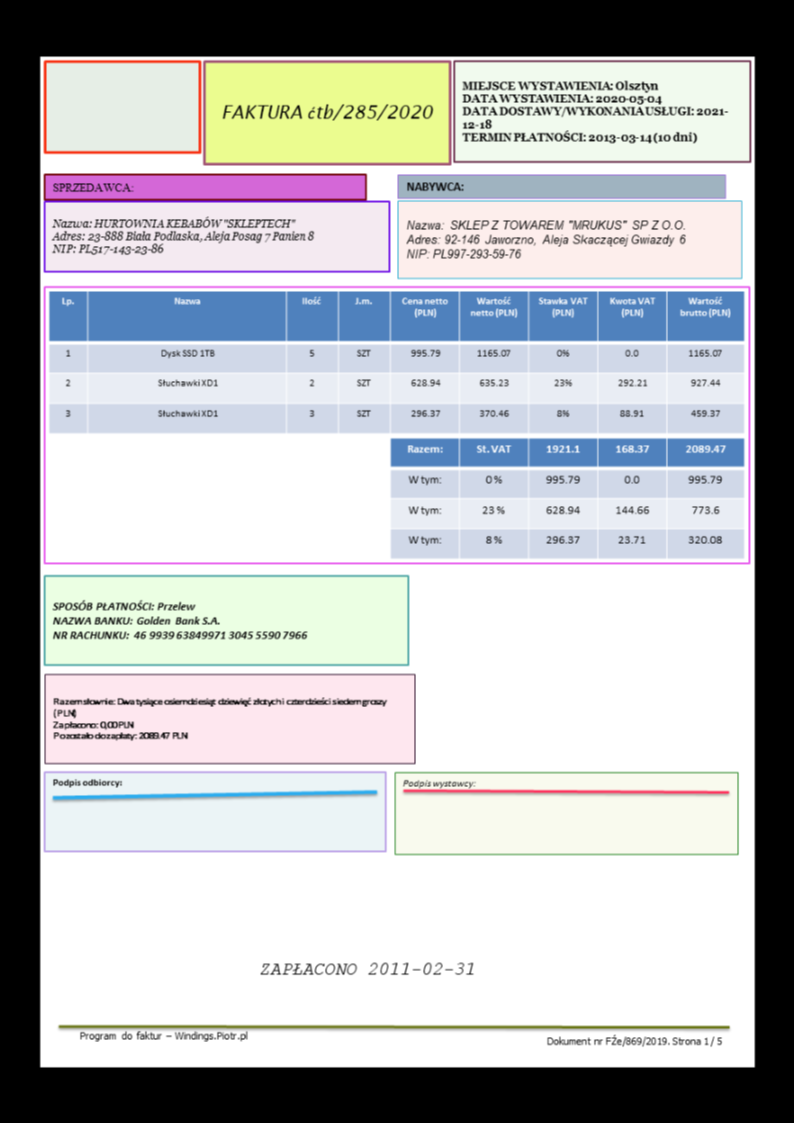 FAKTURA ćtb/285/2020
MIEJSCE WYSTAWIENIA: Olsztyn
DATA WYSTAWIENIA: 2020-05-04
DATA DOSTAWY/WYKONANIA USŁUGI: 2021-
12-18
TERMIN PŁATNOŚCI: 2013-03-14 (10 dni)
SPRZEDAWCA:
Nazwa: HURTOWNIA KEBABÓW "SKLEPTECH"
Adres: 23-888 Biała Podlaska, Aleja Posag 7 Panien 8
NIP: PL517-143-23-86
NABYWCA:
Nazwa: SKLEP Z TOWAREM "MRUKUS" SP Z O.O.
Adres: 92-146 Jaworzno, Aleja Skaczącej Gwiazdy 6
NIP: PL997-293-59-76
Lp. Nazwa Ilość J.m. Cena netto (PLN) Wartość netto (PLN) Stawka VAT (PLN) Kwota VAT (PLN) Wartość brutto (PLN)
1 Dysk SSD 1TB 5 SZT 995.79 1165.07 0% 0.0 1165.07
2 Słuchawki XD1 2 SZT 628.94 635.23 23% 292.21 927.44
3 Słuchawki XD1 3 SZT 296.37 370.46 8% 88.91 459.37
Razem: St. VAT 1921.1 168.37 2089.47
W tym: 0 % 995.79 0.0 995.79
W tym: 23 % 628.94 144.66 773.6
W tym: 8 % 296.37 23.71 320.08
SPOSÓB PŁATNOŚCI: Przelew
NAZWA BANKU: Golden Bank S.A.
NR RACHUNKU: 46 9939 6384 9971 3045 5590 7966
Razem słownie: Dwa tysiące osiemdziesiąt dziewięć złotych i czterdzieści siedem groszy
(PLN)
Zapłacono: 0,00 PLN
Pozostało do zapłaty: 2089.47 PLN
Podpis odbiorcy:
Podpis wystawcy:
ZAPŁACONO 2011-02-31
Program do faktur – Windings.Piotr.pl
Dokument nr FŹe/869/2019. Strona 1 / 5